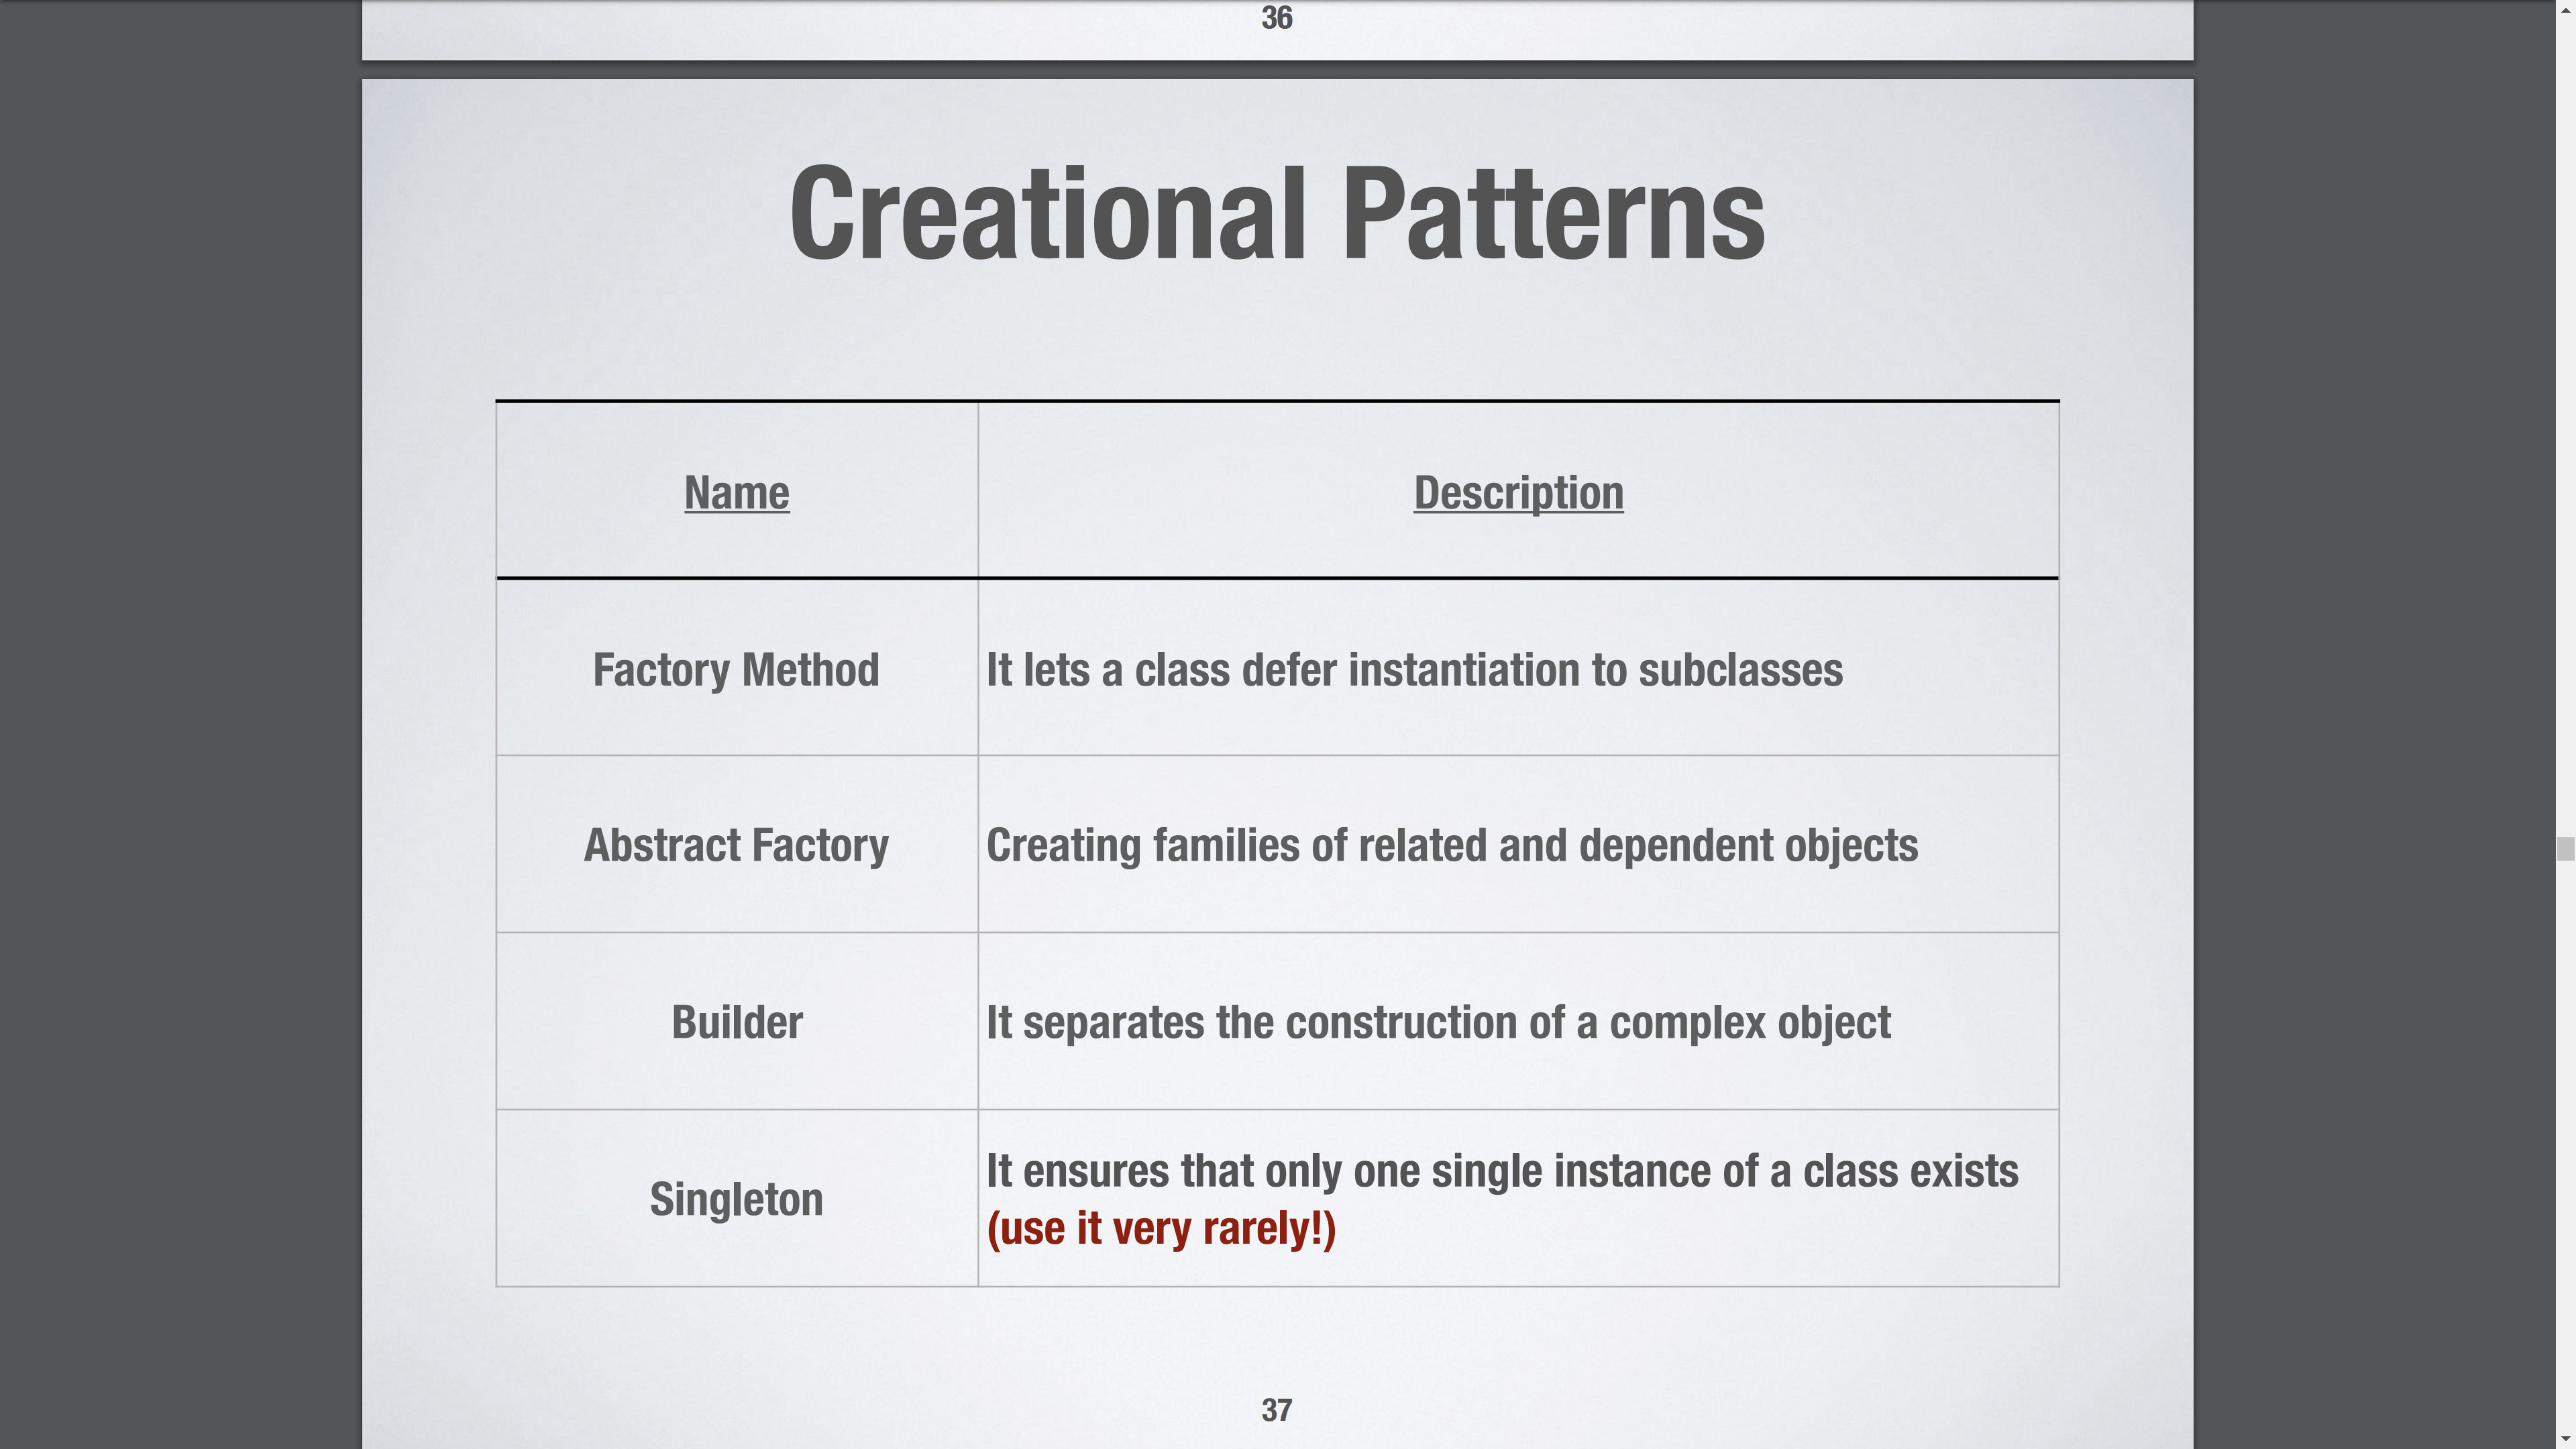 36
Creational Patterns
Name
Description
Factory Method
It lets a class defer instantiation to subclasses
Abstract Factory
Creating families of related and dependent objects
Builder
It separates the construction of a complex object
Singleton
It ensures that only one single instance of a class exists
(use it very rarely!)
37